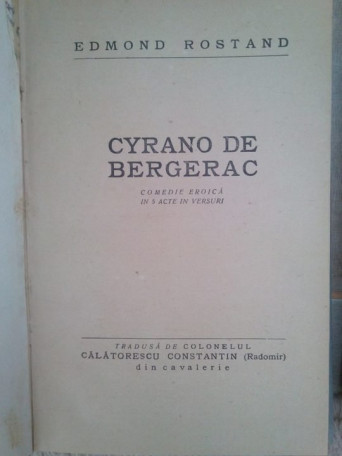 EDMOND ROSTAND
CYRANO DE
BERGERAC
COMEDIE EROICĂ
IN 5 ACTE IN VERSURI
TRADUSĂ DE COLONELUL
CĂLĂTORESCU CONSTANTIN (Radomir)
din cavalerie